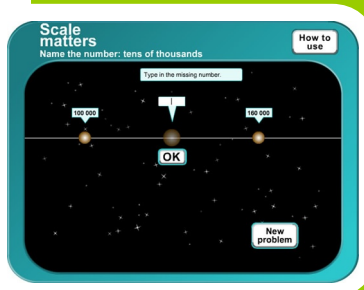 Scale
matters
Name the number: tens of thousands
How to
use
Type in the missing number.
100 000
160 000
OK
New
problem